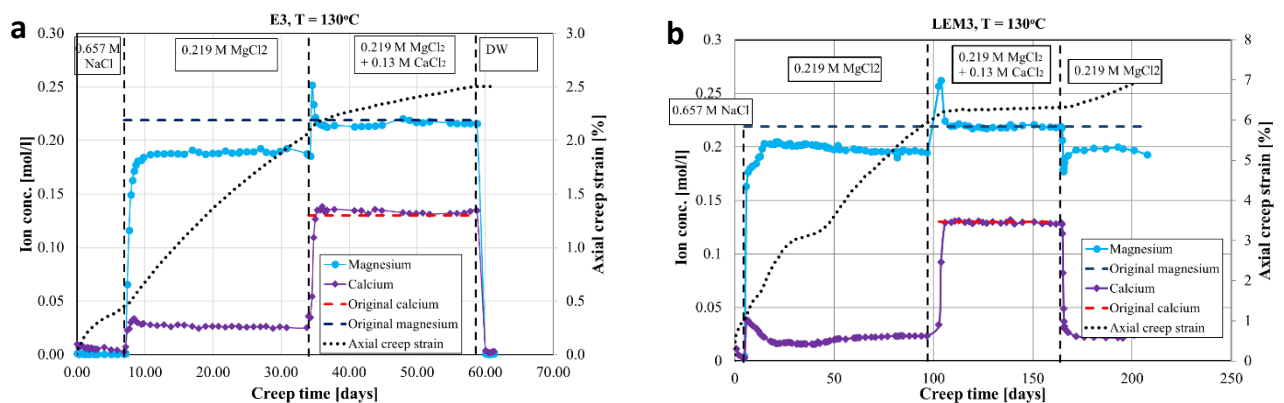 a
E3, T = 130°C
0.657 M
NaCl
0.219 M MgCl2
0.219 M MgCl₂
+ 0.13 M CaCl₂
DW
Ion conc. [mol/l]
0.30
0.25
0.20
0.15
0.10
0.05
0.00
3.0
2.5
2.0
1.5
1.0
0.5
0.0
Axial creep strain [%]
Magnesium
Calcium
Original calcium
Original magnesium
Axial creep strain
0.00 10.00 20.00 30.00 40.00 50.00 60.00 70.00
Creep time [days]
b
LEM3, T = 130°C
0.657 M NaCl
0.219 M MgCl2
0.219 M MgCl₂
+ 0.13 M CaCl₂
0.219 M MgCl2
Ion conc. [mol/l]
0.3
0.25
0.2
0.15
0.1
0.05
0
8
7
6
5
4
3
2
1
0
Axial creep strain [%]
Magnesium
Original magnesium
Calcium
Original calcium
Axial creep strain
0 50 100 150 200 250
Creep time [days]